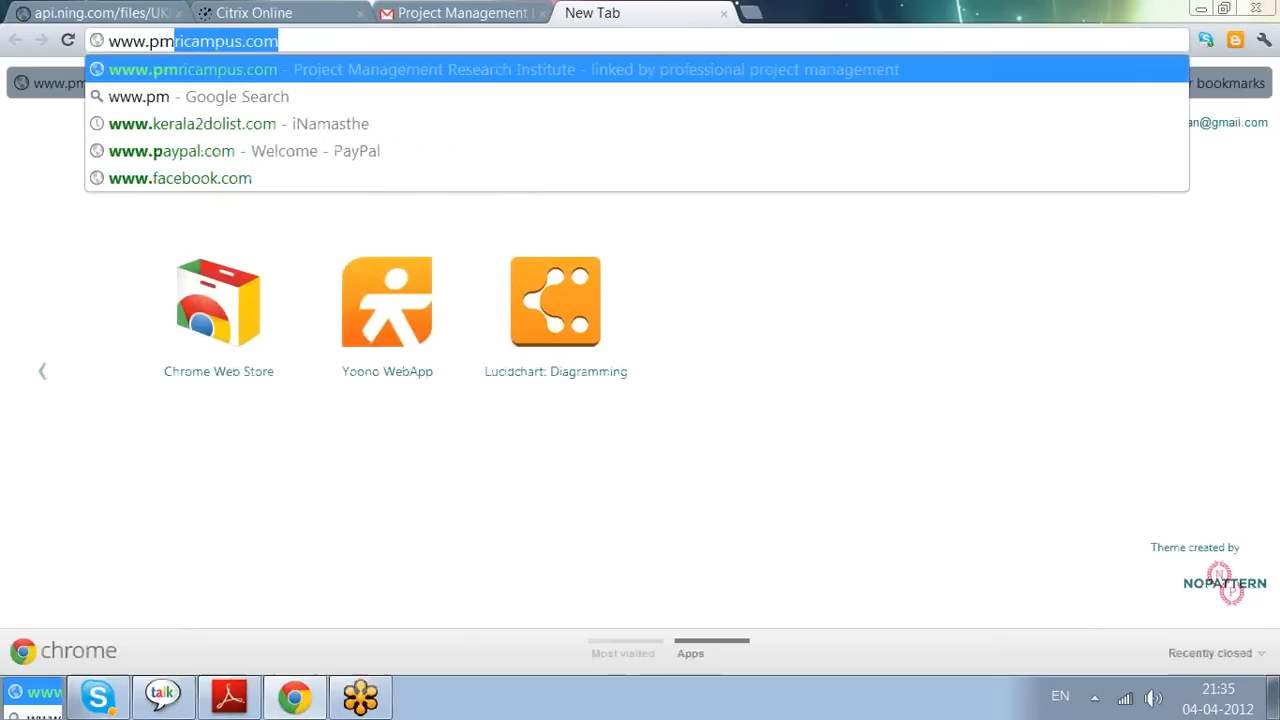 api.ning.com/files/UK
Citrix Online
Project Management
New Tab
www.pmricampus.com
www.pmricampus.com - Project Management Research Institute - linked by professional project management
www.pm
r bookmarks
www.pm - Google Search
www.kerala2dolist.com - iNamasthe
an@gmail.com
www.paypal.com - Welcome - PayPal
www.facebook.com
Chrome Web Store
Yoono WebApp
Lucidchart: Diagramming
Theme created by
NOPATTERN
chrome
Most visited
Apps
Recently closed
www
talk
EN
21:35
04-04-2012